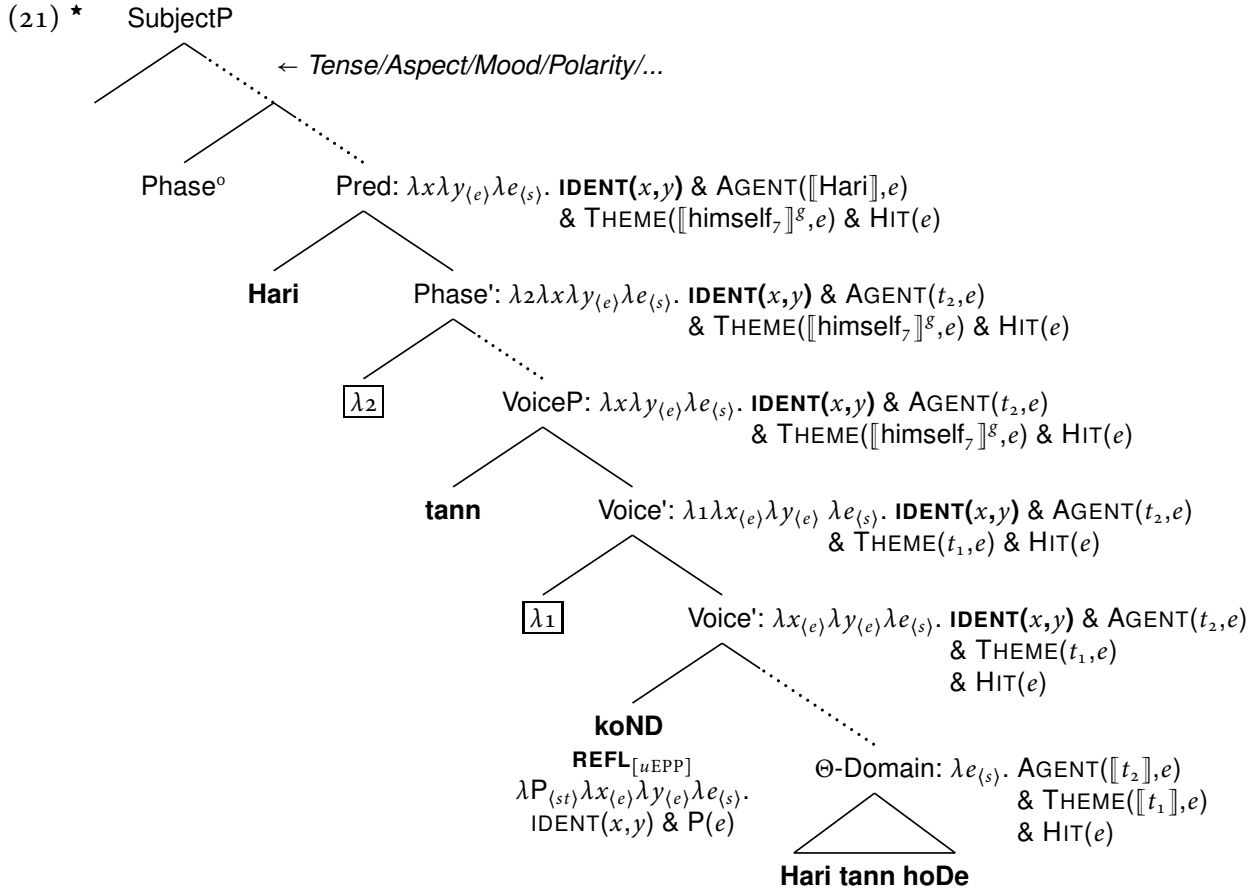 (21) ★ SubjectP
← Tense/Aspect/Mood/Polarity/...
Phaseº Pred: λxλy⟨e⟩λe⟨s⟩. IDENT(x,y) & AGENT(⟦Hari⟧,e)
& THEME(⟦himself₇⟧ᵍ,e) & HIT(e)
Hari Phase': λ2λxλy⟨e⟩λe⟨s⟩. IDENT(x,y) & AGENT(t₂,e)
& THEME(⟦himself₇⟧ᵍ,e) & HIT(e)
λ2 VoiceP: λxλy⟨e⟩λe⟨s⟩. IDENT(x,y) & AGENT(t₂,e)
& THEME(⟦himself₇⟧ᵍ,e) & HIT(e)
tann Voice': λ1λx⟨e⟩λy⟨e⟩ λe⟨s⟩. IDENT(x,y) & AGENT(t₂,e)
& THEME(t₁,e) & HIT(e)
λ1 Voice': λx⟨e⟩λy⟨e⟩λe⟨s⟩. IDENT(x,y) & AGENT(t₂,e)
& THEME(t₁,e)
& HIT(e)
koND
REFL[uEPP] Θ-Domain: λe⟨s⟩. AGENT(⟦t₂⟧,e)
λP⟨st⟩λx⟨e⟩λy⟨e⟩λe⟨s⟩. & THEME(⟦t₁⟧,e)
IDENT(x,y) & P(e) & HIT(e)
Hari tann hoDe